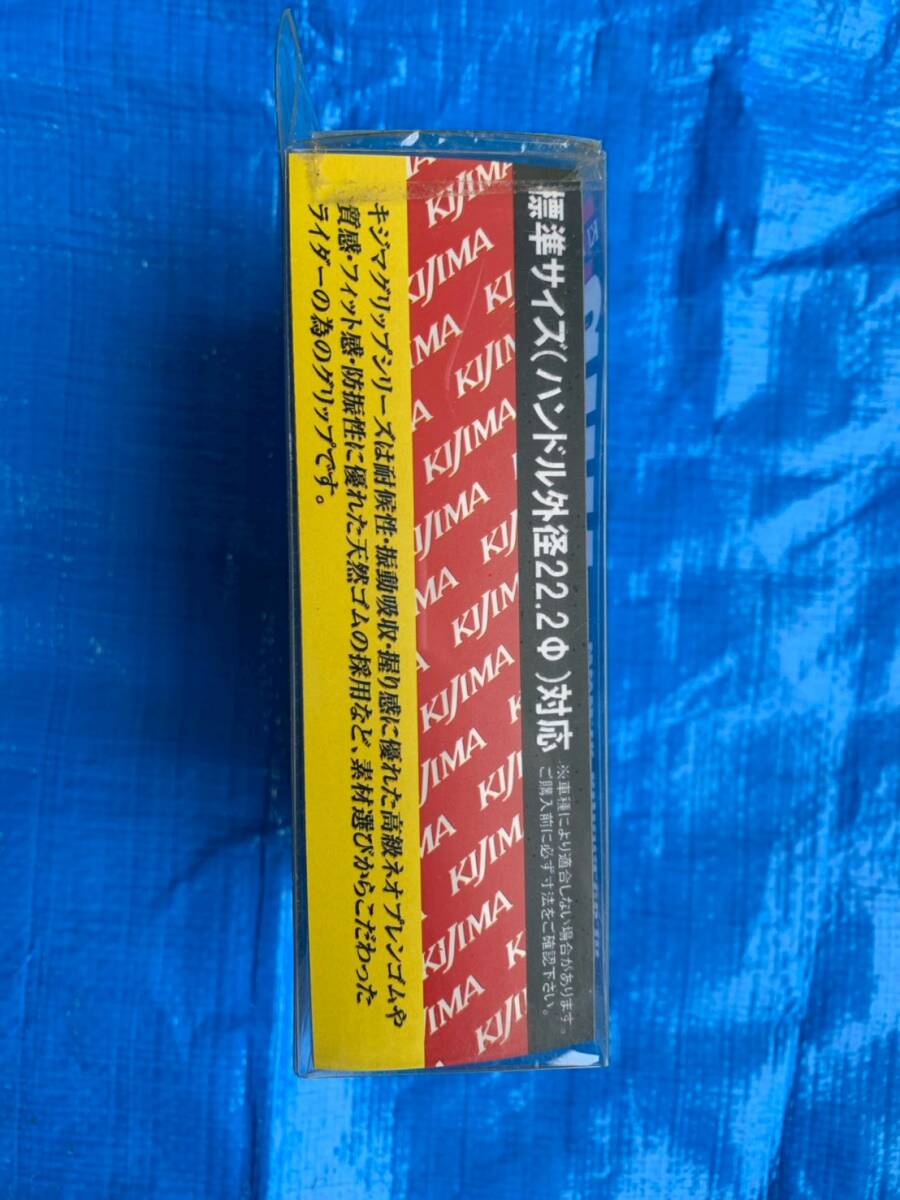 標準サイズ(ハンドル外径22.2Φ)対応
※車種により適合しない場合があります。
ご購入前に必ず寸法をご確認下さい。
KIJIMA
キジマグリップシリーズは耐候性・振動吸収・握り感に優れた高級ネオプレンゴムや
質感・フィット感・防振性に優れた天然ゴムの採用など、素材選びからこだわった
ライダーの為のグリップです。